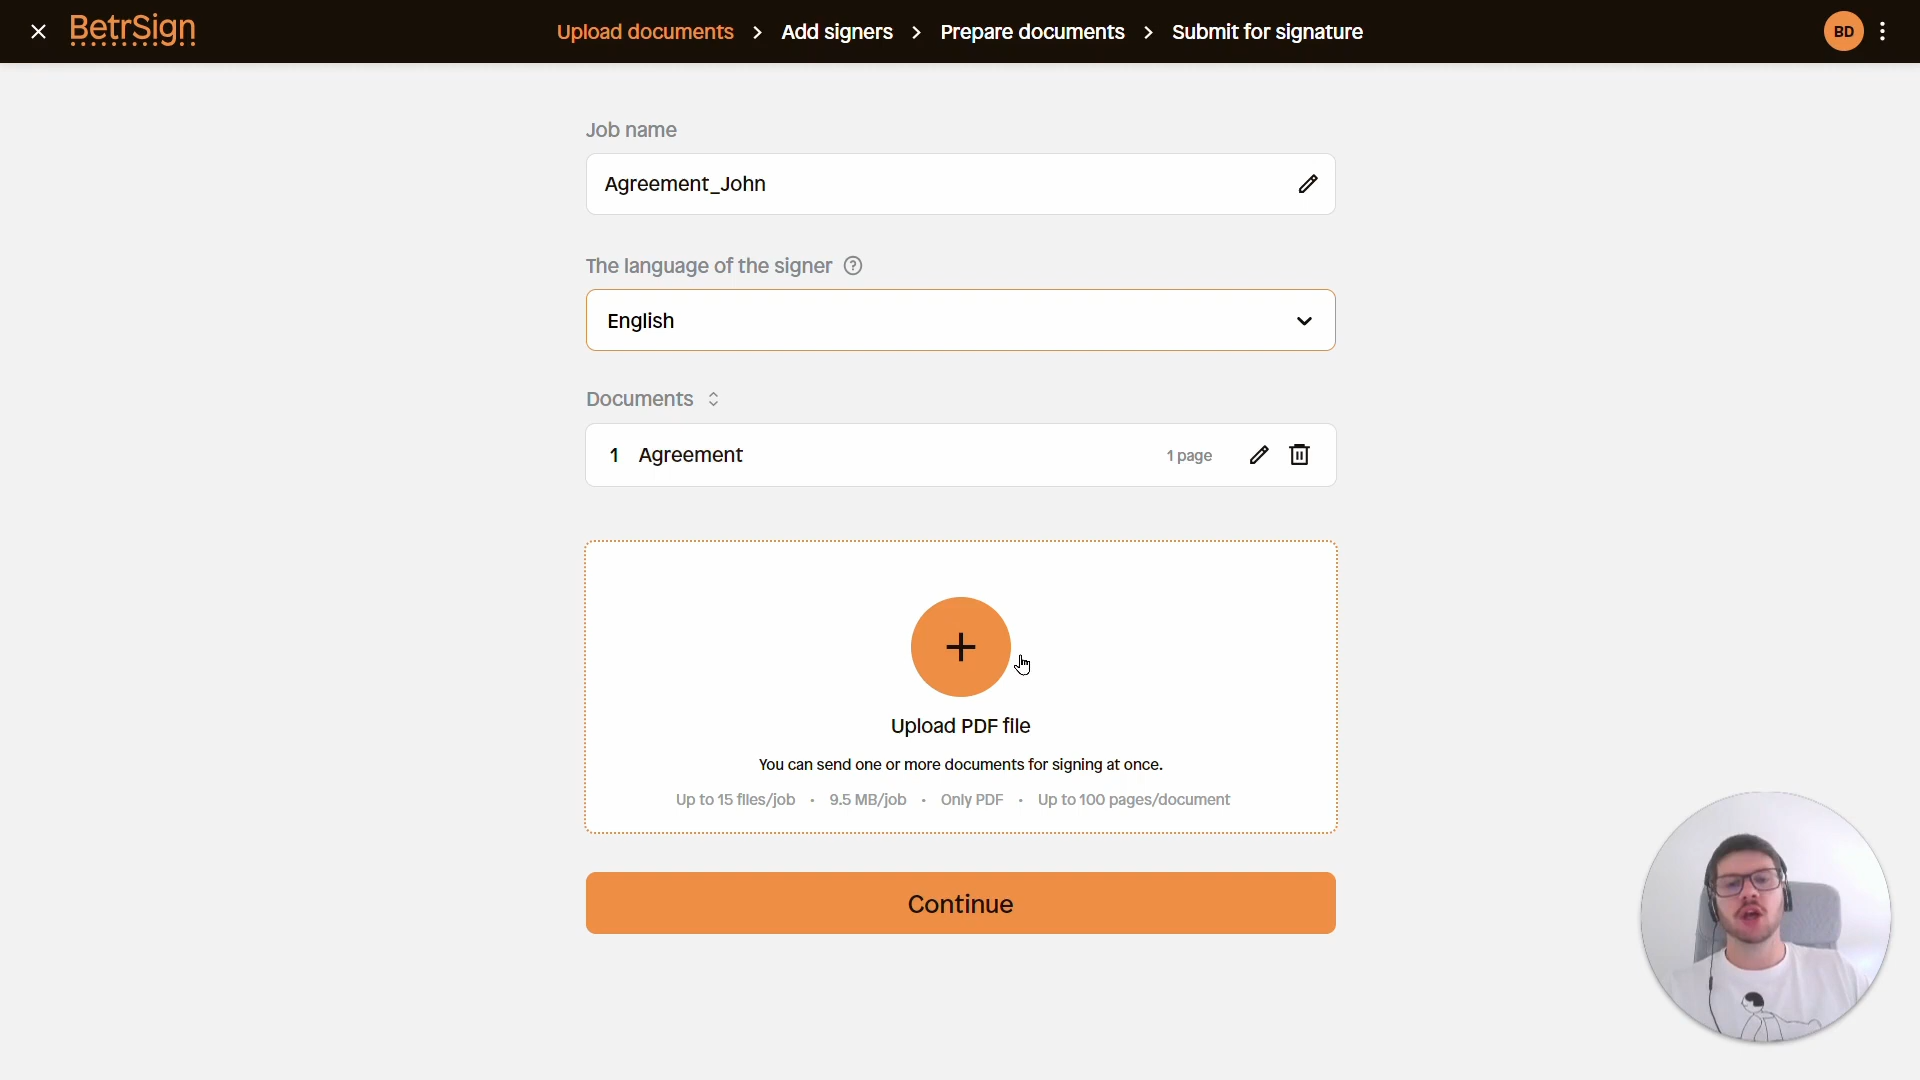 BetrSign
Upload documents > Add signers > Prepare documents > Submit for signature
BD
Job name
Agreement_John
The language of the signer ?
English
Documents
1 Agreement 1 page
Upload PDF file
You can send one or more documents for signing at once.
Up to 15 files/job • 9.5 MB/job • Only PDF • Up to 100 pages/document
Continue